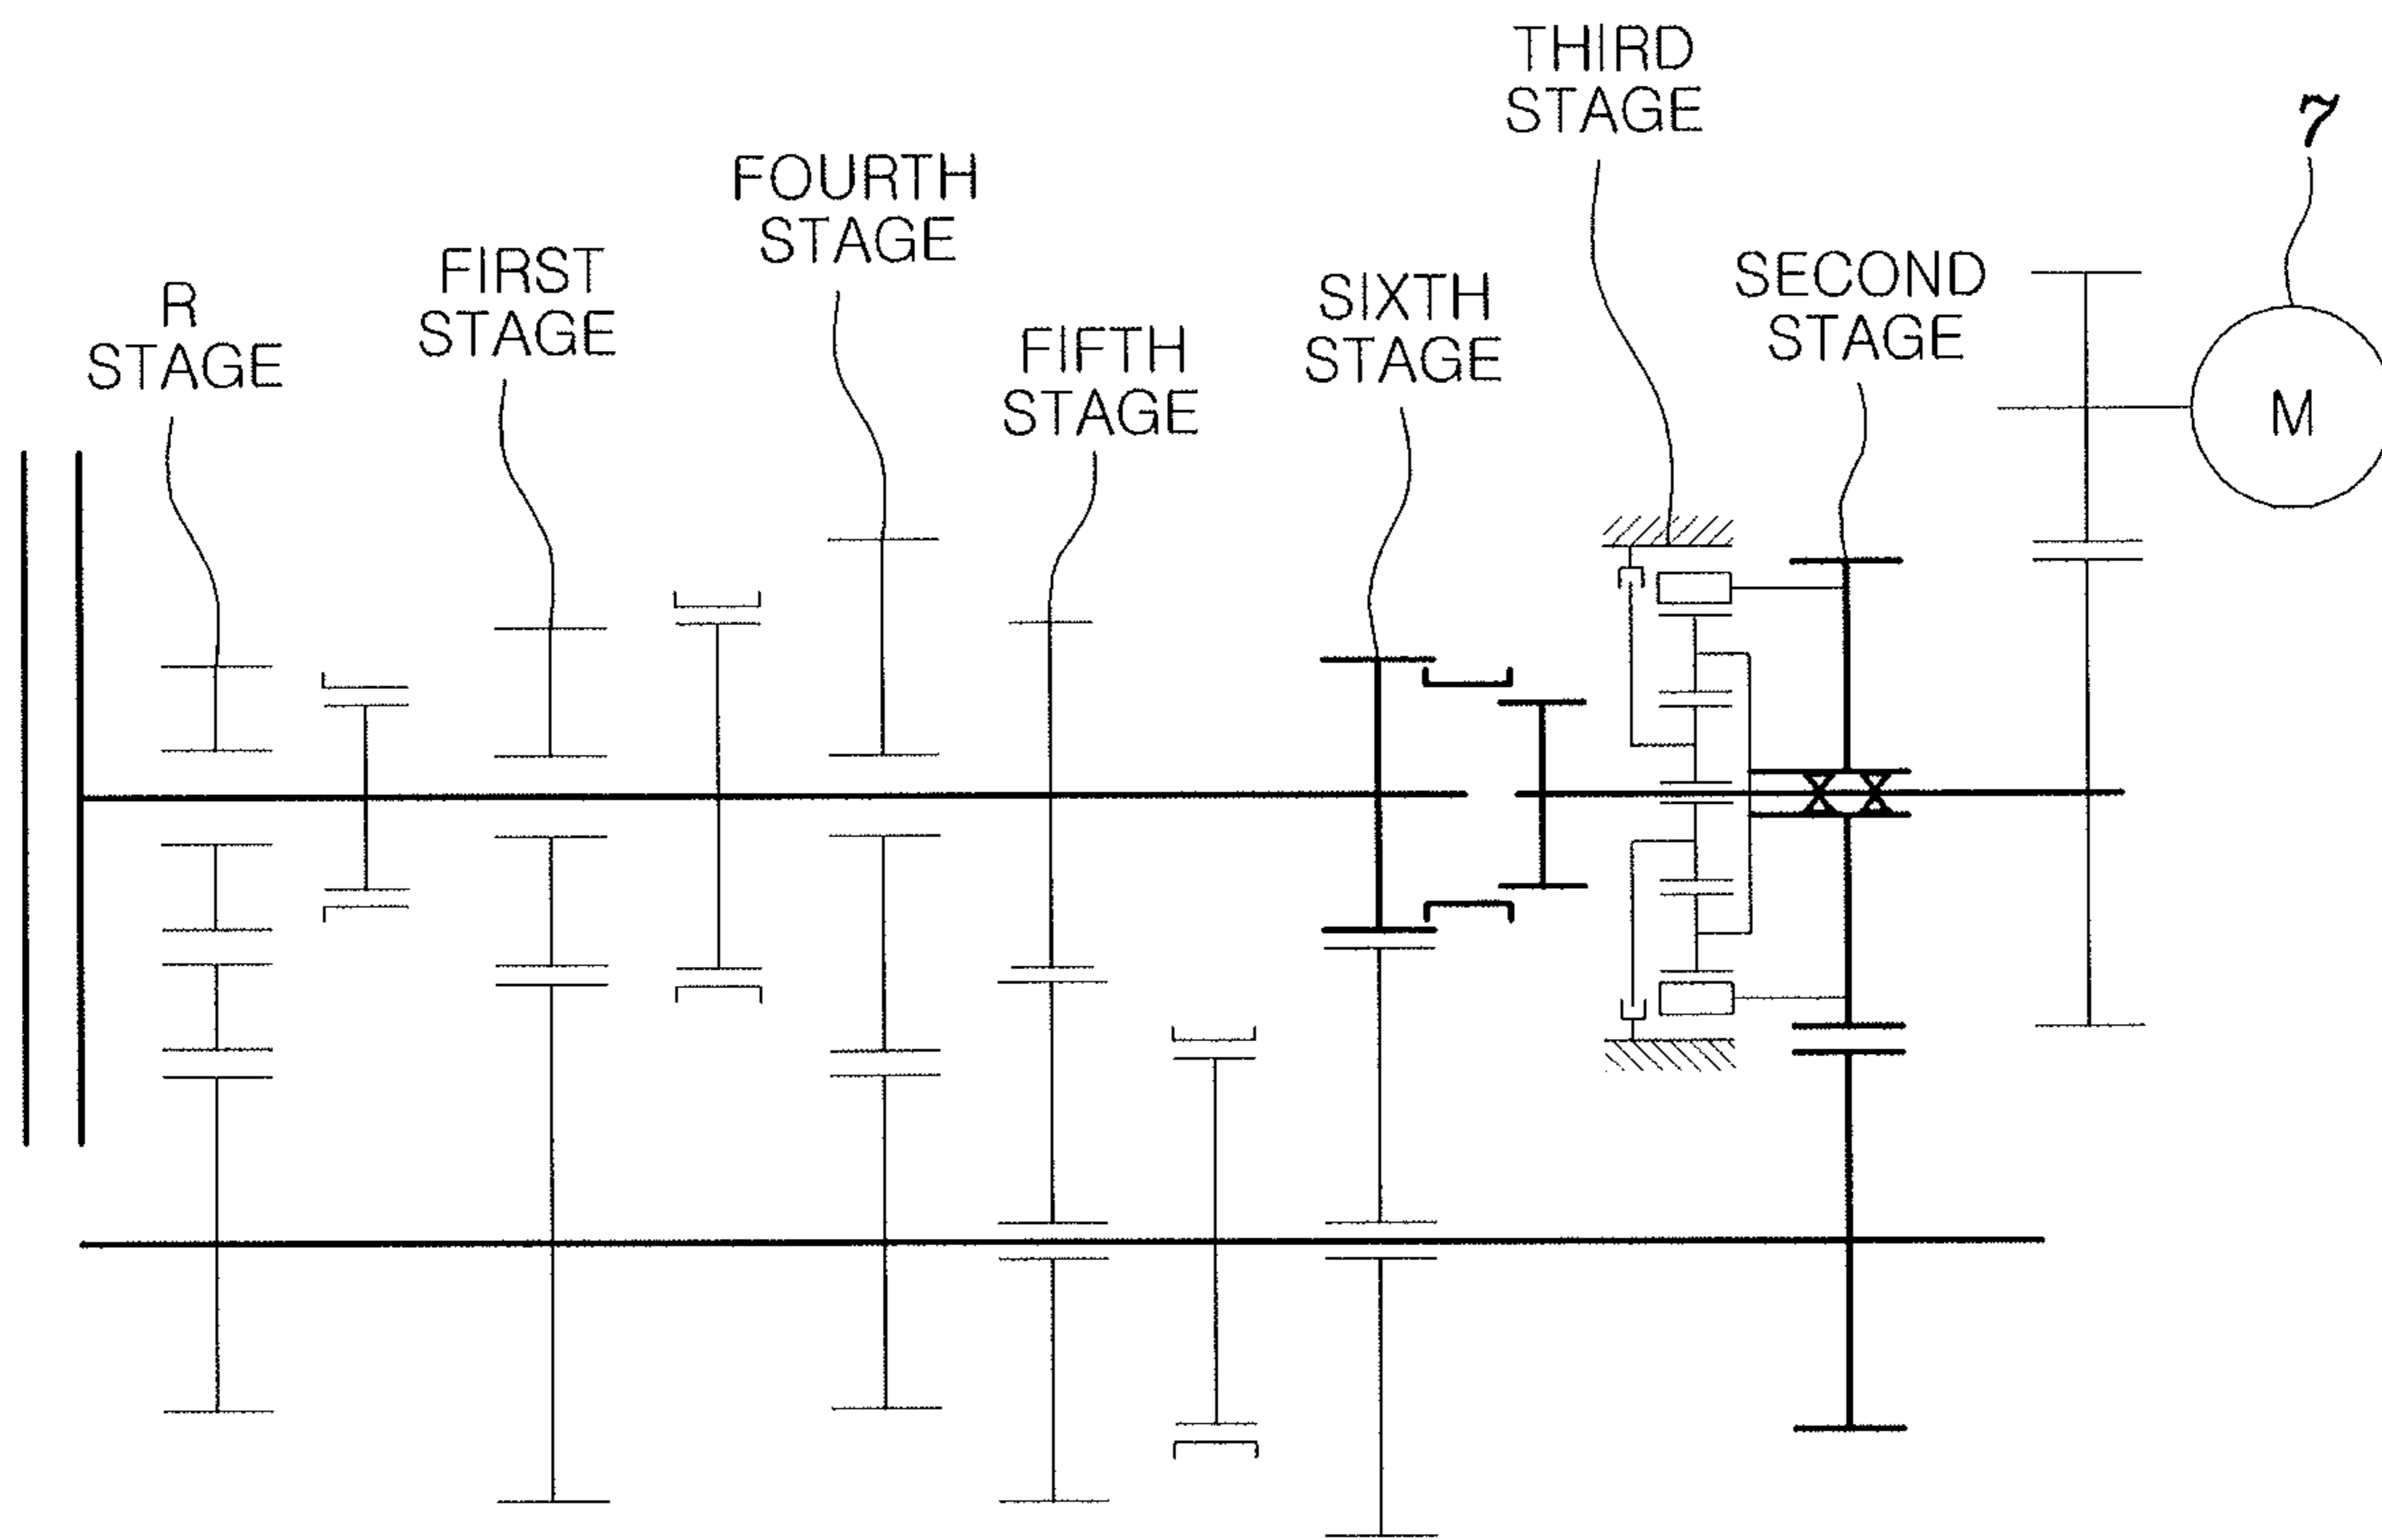 R
STAGE
FIRST
STAGE
FOURTH
STAGE
FIFTH
STAGE
SIXTH
STAGE
THIRD
STAGE
SECOND
STAGE
7
M